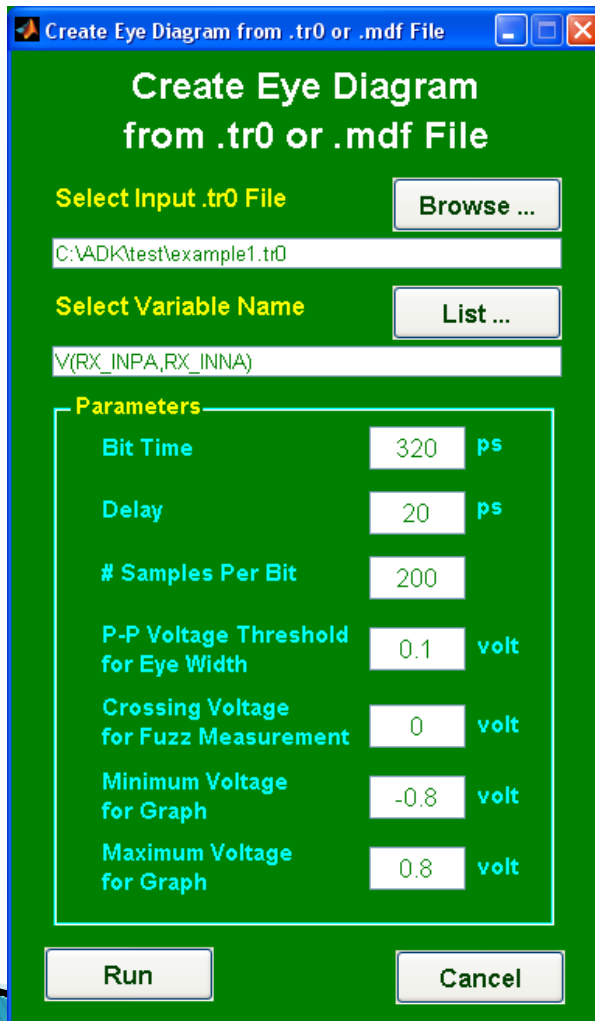 Create Eye Diagram from .tr0 or .mdf File
Create Eye Diagram
from .tr0 or .mdf File
Select Input .tr0 File
Browse ...
C:\ADK\test\example1.tr0
Select Variable Name
List ...
V(RX_INPA,RX_INNA)
Parameters
Bit Time 320 ps
Delay 20 ps
# Samples Per Bit 200
P-P Voltage Threshold
for Eye Width 0.1 volt
Crossing Voltage
for Fuzz Measurement 0 volt
Minimum Voltage
for Graph -0.8 volt
Maximum Voltage
for Graph 0.8 volt
Run Cancel